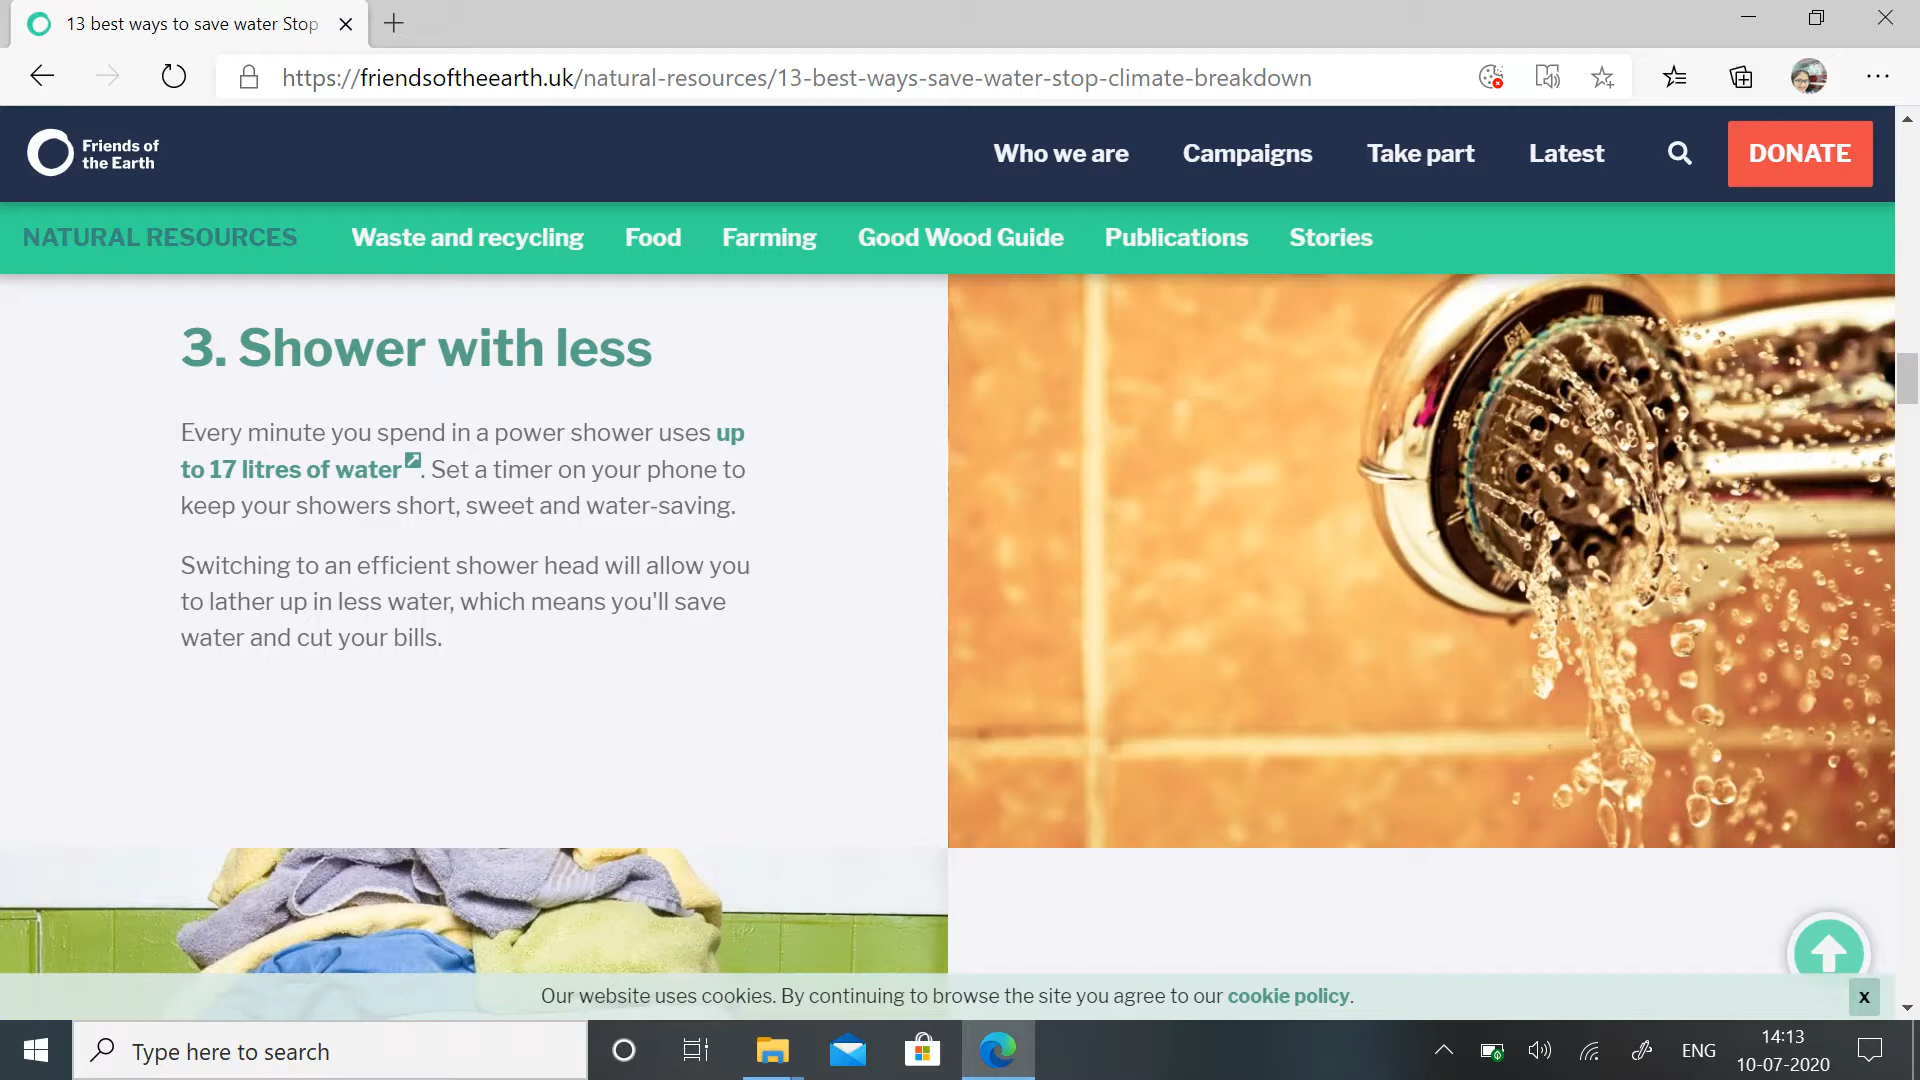 13 best ways to save water Stop
https://friendsoftheearth.uk/natural-resources/13-best-ways-save-water-stop-climate-breakdown
Friends of
the Earth
Who we are Campaigns Take part Latest DONATE
NATURAL RESOURCES Waste and recycling Food Farming Good Wood Guide Publications Stories
3. Shower with less
Every minute you spend in a power shower uses up
to 17 litres of water. Set a timer on your phone to
keep your showers short, sweet and water-saving.
Switching to an efficient shower head will allow you
to lather up in less water, which means you'll save
water and cut your bills.
Our website uses cookies. By continuing to browse the site you agree to our cookie policy.
x
Type here to search
ENG
14:13
10-07-2020